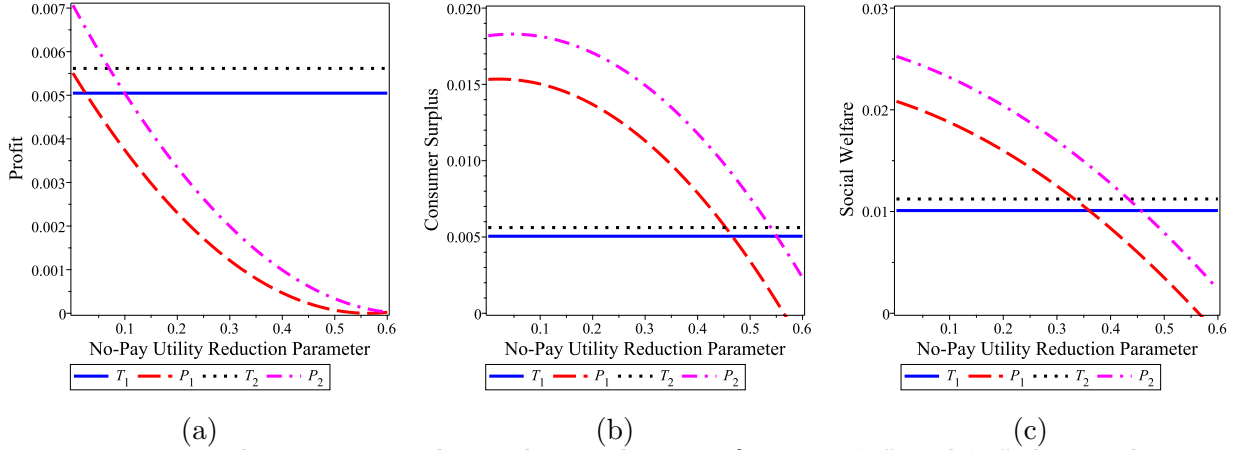 0.007
0.006
0.005
0.004
0.003
0.002
0.001
0
0.1
0.2
0.3
0.4
0.5
0.6
Profit
No-Pay Utility Reduction Parameter
T1 P1 T2 P2
(a)
0.020
0.015
0.010
0.005
0
0.1
0.2
0.3
0.4
0.5
0.6
Consumer Surplus
No-Pay Utility Reduction Parameter
T1 P1 T2 P2
(b)
0.03
0.02
0.01
0
0.1
0.2
0.3
0.4
0.5
0.6
Social Welfare
No-Pay Utility Reduction Parameter
T1 P1 T2 P2
(c)